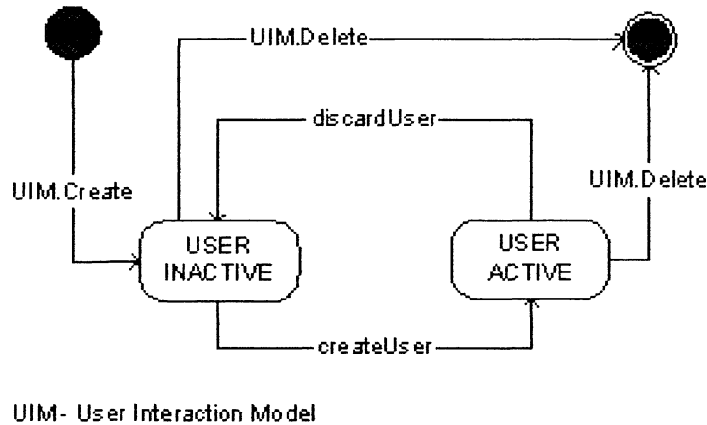 UIM.Delete
discardUser
UIM.Create
UIM.Delete
USER
INACTIVE
USER
ACTIVE
createUser
UIM- User Interaction Model